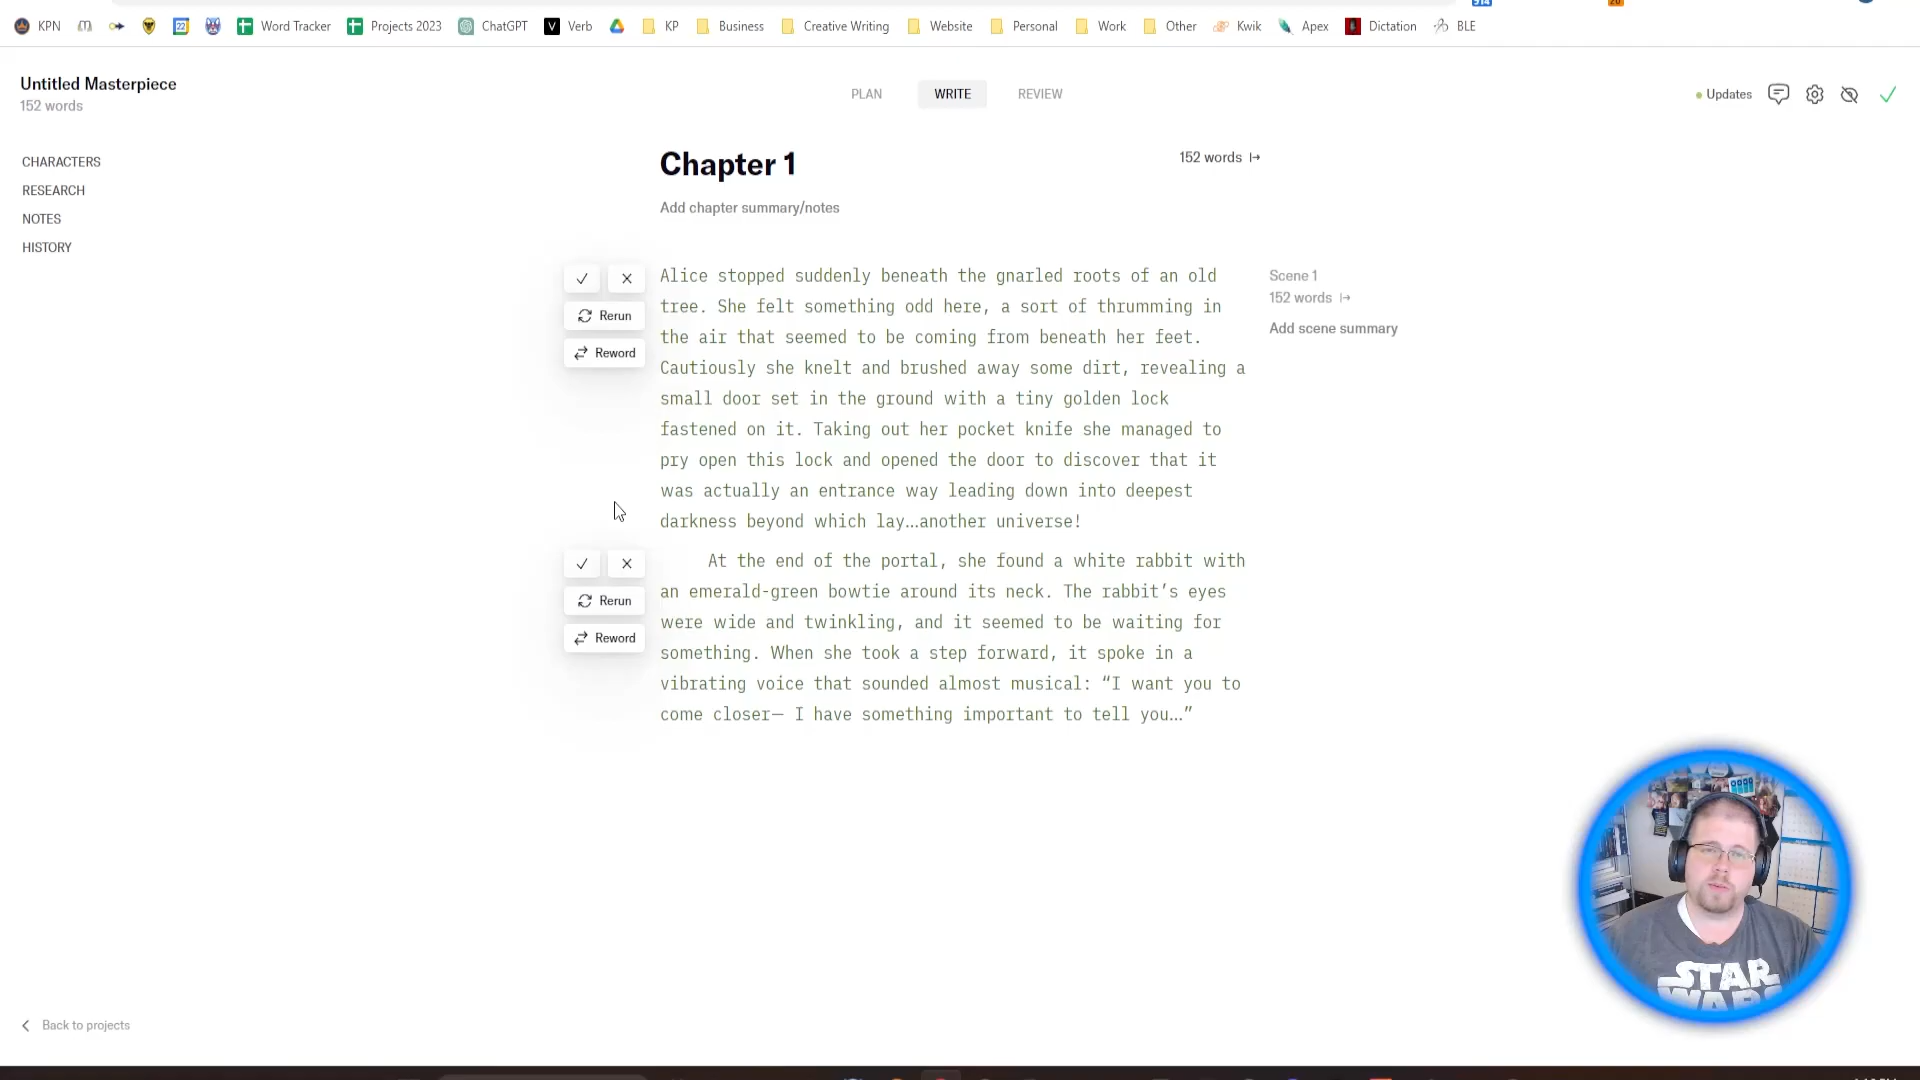 KPN Word Tracker Projects 2023 ChatGPT Verb KP Business Creative Writing Website Personal Work Other Kwik Apex Dictation BLE
Untitled Masterpiece
152 words
PLAN WRITE REVIEW
Updates
CHARACTERS
RESEARCH
NOTES
HISTORY
Chapter 1
152 words
Add chapter summary/notes
Rerun
Reword
Alice stopped suddenly beneath the gnarled roots of an old
tree. She felt something odd here, a sort of thrumming in
the air that seemed to be coming from beneath her feet.
Cautiously she knelt and brushed away some dirt, revealing a
small door set in the ground with a tiny golden lock
fastened on it. Taking out her pocket knife she managed to
pry open this lock and opened the door to discover that it
was actually an entrance way leading down into deepest
darkness beyond which lay…another universe!
Scene 1
152 words
Add scene summary
Rerun
Reword
At the end of the portal, she found a white rabbit with
an emerald-green bowtie around its neck. The rabbit’s eyes
were wide and twinkling, and it seemed to be waiting for
something. When she took a step forward, it spoke in a
vibrating voice that sounded almost musical: “I want you to
come closer— I have something important to tell you…”
STAR
WARS
Back to projects